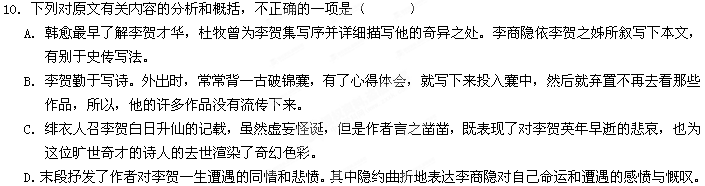 10. 下列对原文有关内容的分析和概括，不正确的一项是（　　）
A. 韩愈最早了解李贺才华，杜牧曾为李贺集写序并详细描写他的奇异之处。李商隐依李贺之姊所叙写下本文，
有别于史传写法。
B. 李贺勤于写诗。外出时，常常背一古破锦囊，有了心得体会，就写下来投入囊中，然后就弃置不再去看那些
作品，所以，他的许多作品没有流传下来。
C. 绯衣人召李贺白日升仙的记载，虽然虚妄怪诞，但是作者言之凿凿，既表现了对李贺英年早逝的悲哀，也为
这位旷世奇才的诗人的去世渲染了奇幻色彩。
D. 末段抒发了作者对李贺一生遭遇的同情和悲愤。其中隐约曲折地表达李商隐对自己命运和遭遇的感愤与慨叹。